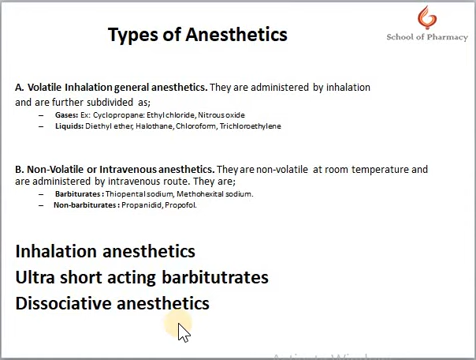 Types of Anesthetics
School of Pharmacy
A. Volatile Inhalation general anesthetics. They are administered by inhalation
and are further subdivided as;
– Gases: Ex: Cyclopropane: Ethyl chloride, Nitrous oxide
– Liquids: Diethyl ether, Halothane, Chloroform, Trichloroethylene
B. Non-Volatile or Intravenous anesthetics. They are non-volatile at room temperature and
are administered by intravenous route. They are;
– Barbiturates: Thiopental sodium, Methohexital sodium.
– Non-barbiturates: Propanidid, Propofol.
Inhalation anesthetics
Ultra short acting barbitutrates
Dissociative anesthetics